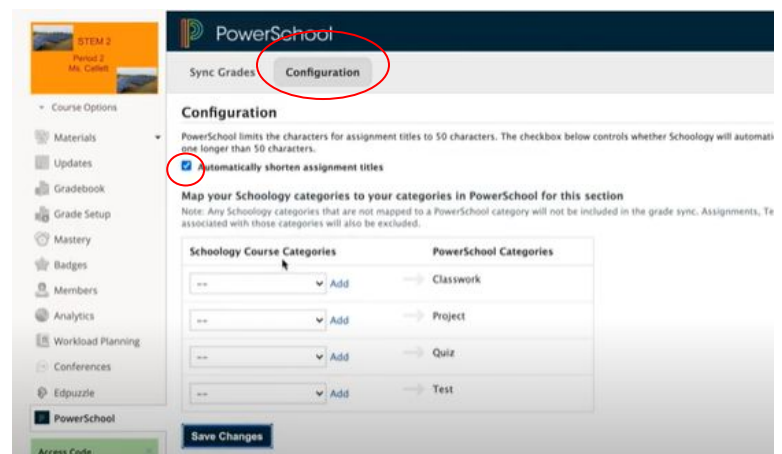 STEM 2
Period 2
Ms. Catlett
PowerSchool
Sync Grades Configuration
Course Options
Materials
Updates
Gradebook
Grade Setup
Mastery
Badges
Members
Analytics
Workload Planning
Conferences
Edpuzzle
PowerSchool
Access Code
Configuration
PowerSchool limits the characters for assignment titles to 50 characters. The checkbox below controls whether Schoology will automati
one longer than 50 characters.
Automatically shorten assignment titles
Map your Schoology categories to your categories in PowerSchool for this section
Note: Any Schoology categories that are not mapped to a PowerSchool category will not be included in the grade sync. Assignments, Te
associated with those categories will also be excluded.
Schoology Course Categories PowerSchool Categories
-- Add Classwork
-- Add Project
-- Add Quiz
-- Add Test
Save Changes